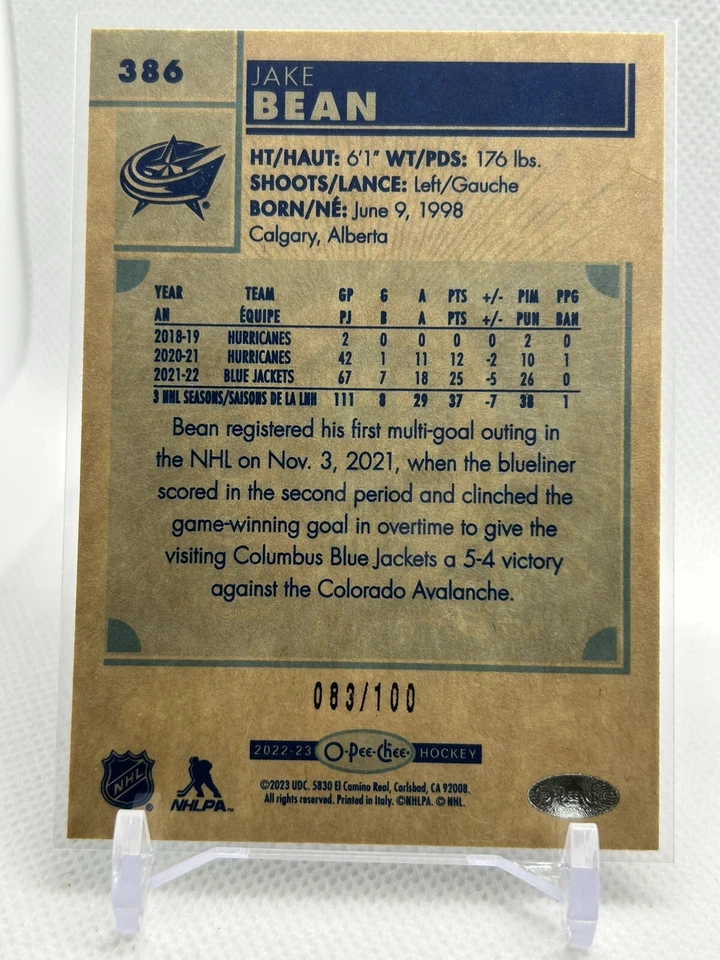 386
JAKE
BEAN
HT/HAUT: 6'1" WT/PDS: 176 lbs.
SHOOTS/LANCE: Left/Gauche
BORN/NÉ: June 9, 1998
Calgary, Alberta
YEAR TEAM GP G A PTS +/- PIM PPG
AN ÉQUIPE PJ B A PTS +/- PUN BAN
2018-19 HURRICANES 2 0 0 0 0 2 0
2020-21 HURRICANES 42 1 11 12 -2 10 1
2021-22 BLUE JACKETS 67 7 18 25 -5 26 0
3 NHL SEASONS/SAISONS DE LA LNH 111 8 29 37 -7 38 1
Bean registered his first multi-goal outing in
the NHL on Nov. 3, 2021, when the blueliner
scored in the second period and clinched the
game-winning goal in overtime to give the
visiting Columbus Blue Jackets a 5-4 victory
against the Colorado Avalanche.
083/100
2022-23 O-Pee-Chee HOCKEY
NHL
NHLPA
©2023 UDC. 5830 El Camino Real, Carlsbad, CA 92008.
All rights reserved. Printed in Italy. ©NHLPA. © NHL.